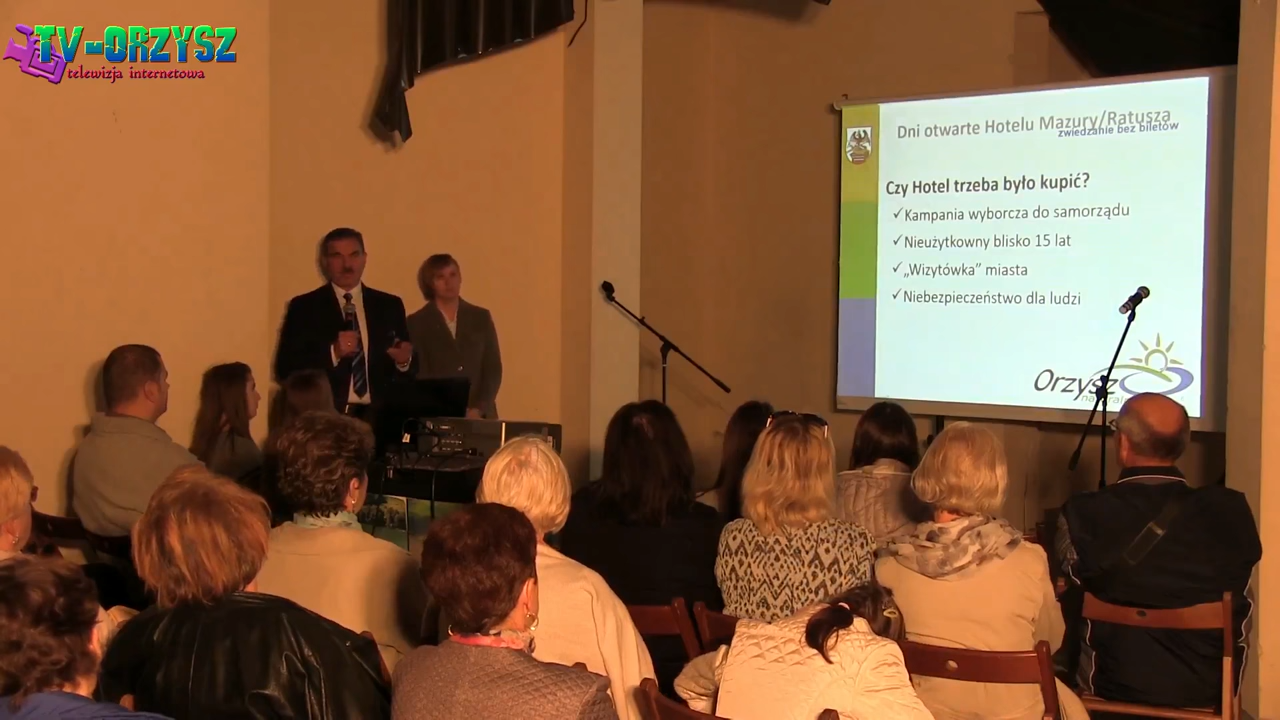 TV-ORZYSZ
telewizja internetowa
Dni otwarte Hotelu Mazury/Ratusza
zwiedzanie bez biletów
Czy Hotel trzeba było kupić?
✓Kampania wyborcza do samorządu
✓Nieużytkowny blisko 15 lat
✓„Wizytówka” miasta
✓Niebezpieczeństwo dla ludzi
Orzysz